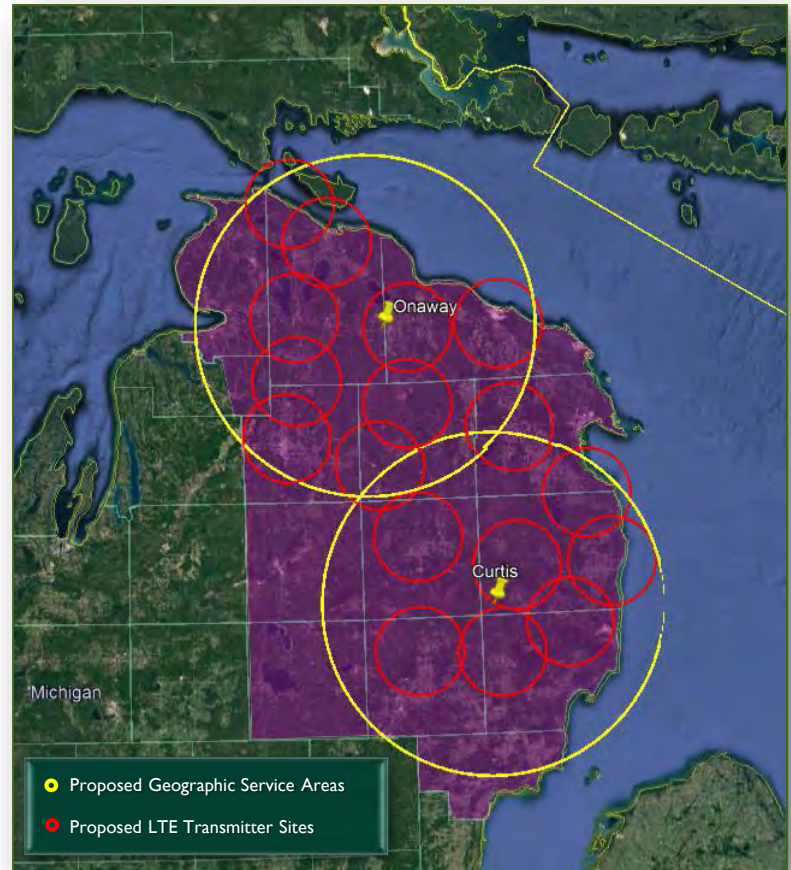 Onaway
Curtis
Michigan
Proposed Geographic Service Areas
Proposed LTE Transmitter Sites